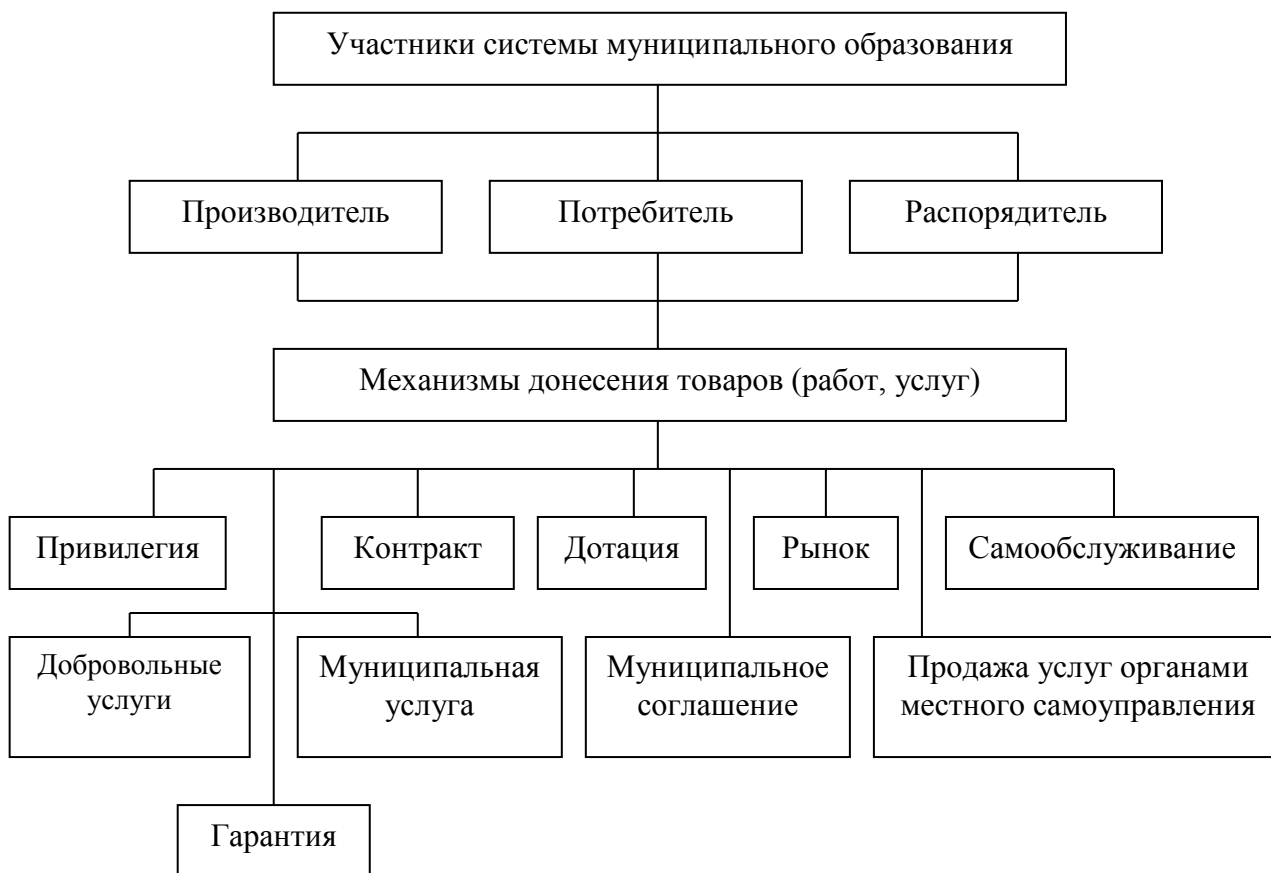 Участники системы муниципального образования
Производитель
Потребитель
Распорядитель
Механизмы донесения товаров (работ, услуг)
Привилегия
Контракт
Дотация
Рынок
Самообслуживание
Добровольные
услуги
Муниципальная
услуга
Муниципальное
соглашение
Продажа услуг органами
местного самоуправления
Гарантия